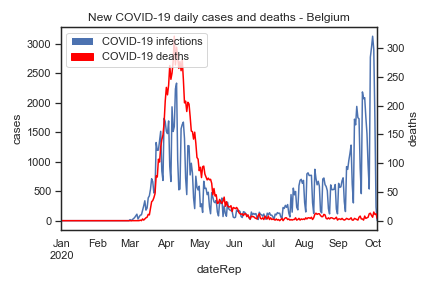 New COVID-19 daily cases and deaths - Belgium
COVID-19 infections
COVID-19 deaths
3000
2500
2000
1500
1000
500
0
cases
300
250
200
150
100
50
0
deaths
Jan Feb Mar Apr May Jun Jul Aug Sep Oct
2020
dateRep